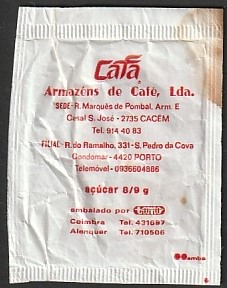 Cafa
Armazéns de Café, Lda.
SEDE-R. Marquês de Pombal, Arm. E
Casal S. José - 2735 CACÉM
Tel. 914 40 83
FILIAL-R. do Ramalho, 331-S. Pedro da Cova
Gondomar - 4420 PORTO
Telemóvel - 0936604886
açúcar 8/9 g
embalado por
Coimbra Tel. 431697
Alenquer Tel. 710506